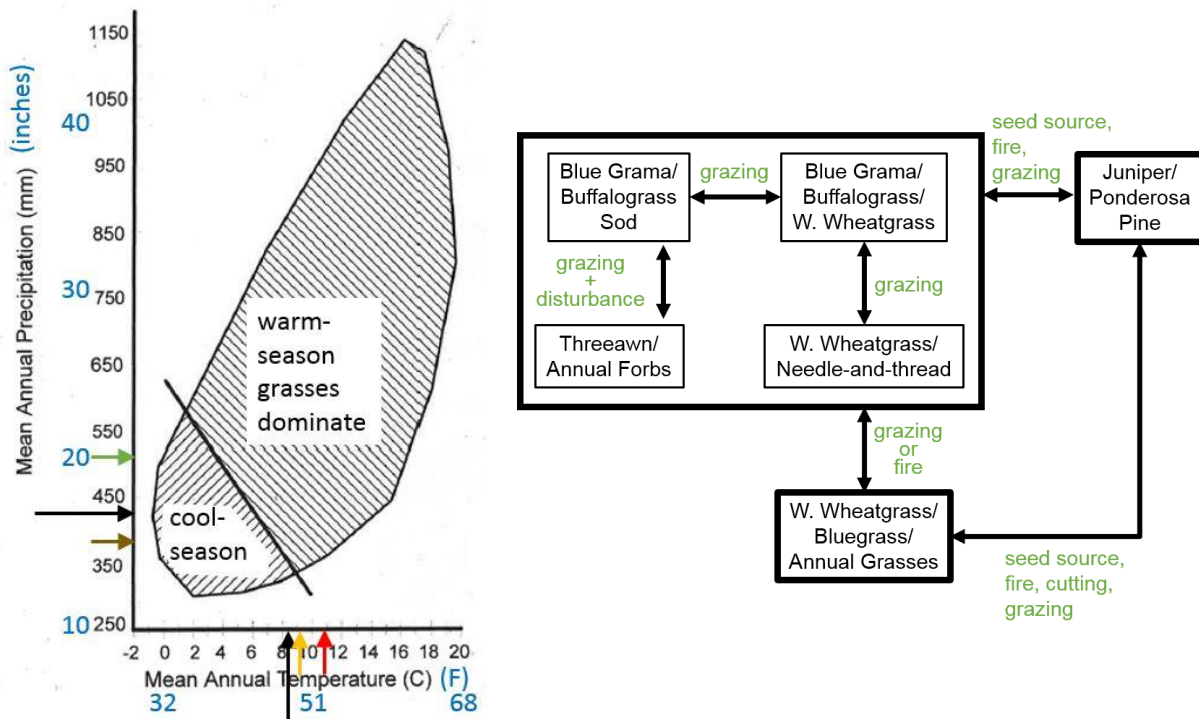 Mean Annual Precipitation (mm) (inches)
1150
1050
40
950
850
30
750
650
550
20
450
350
10
250
warm-
season
grasses
dominate
cool-
season
-2 0 2 4 6 8 10 12 14 16 18 20
Mean Annual Temperature (C) (F)
32 51 68
Blue Grama/
Buffalograss
Sod
grazing
Blue Grama/
Buffalograss/
W. Wheatgrass
seed source,
fire,
grazing
Juniper/
Ponderosa
Pine
grazing
+
disturbance
grazing
Threeawn/
Annual Forbs
W. Wheatgrass/
Needle-and-thread
grazing
or
fire
W. Wheatgrass/
Bluegrass/
Annual Grasses
seed source,
fire, cutting,
grazing